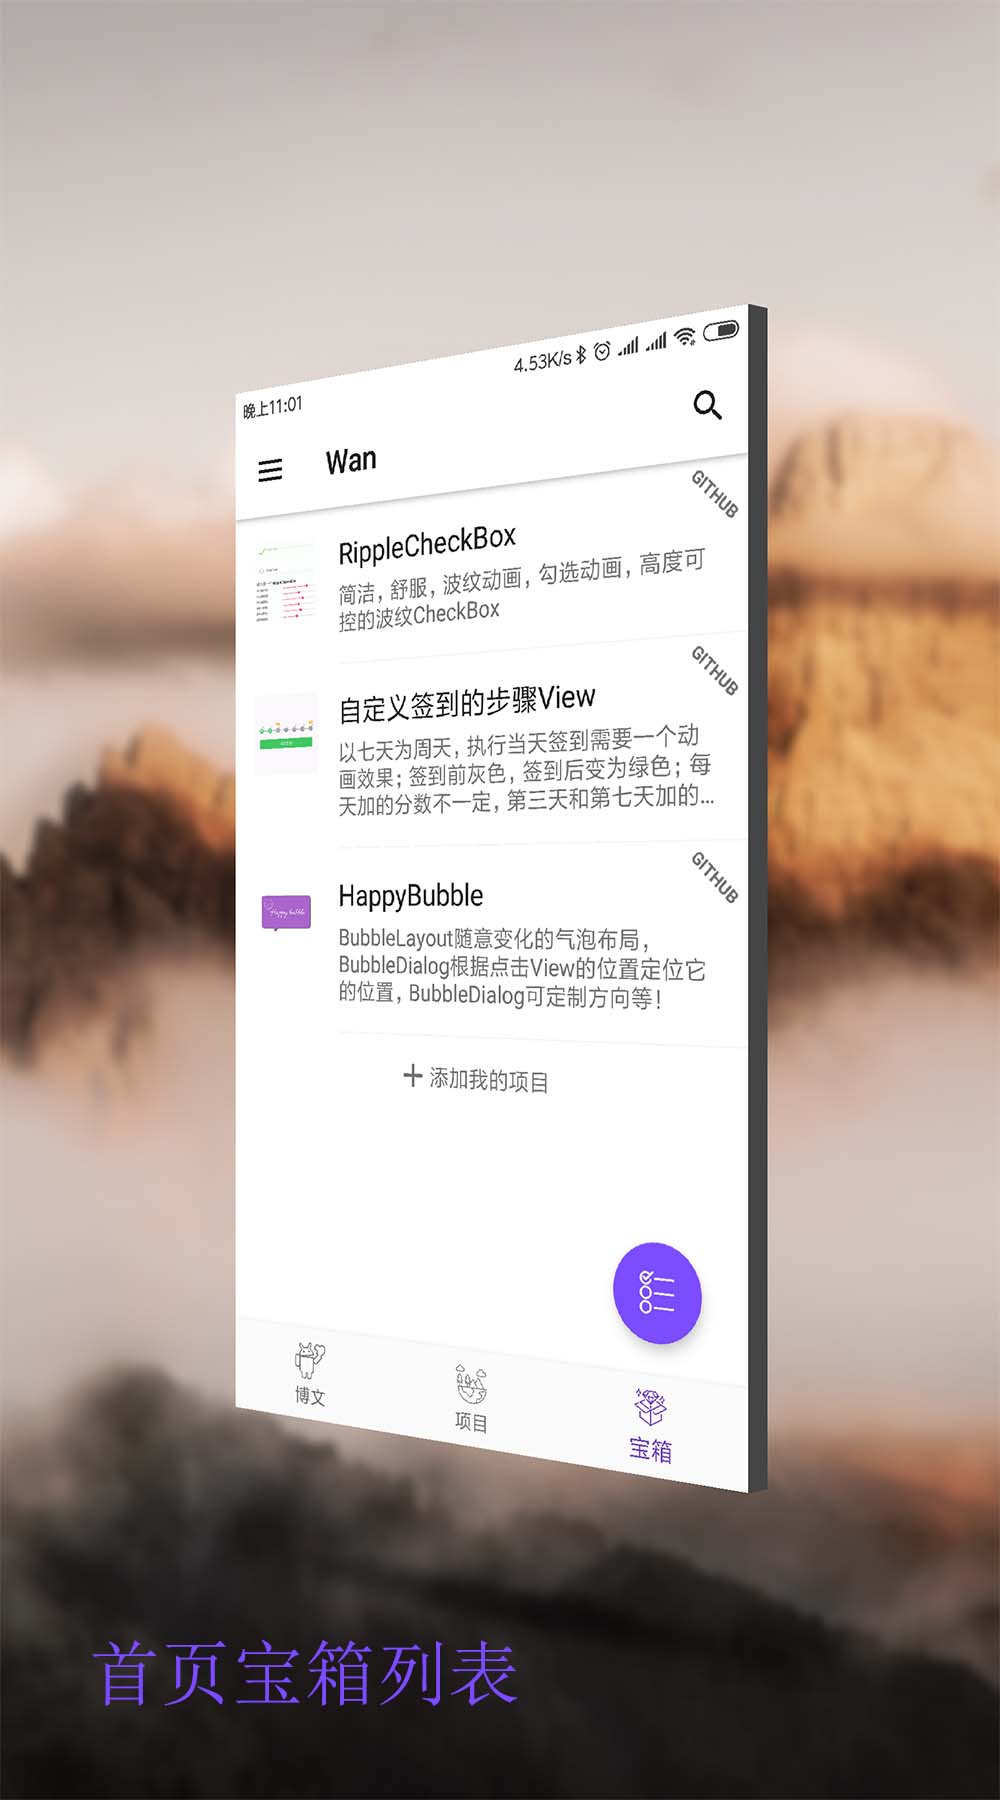 晚上11:01
4.53K/s
Wan
GITHUB
RippleCheckBox
简洁，舒服，波纹动画，勾选动画，高度可
控的波纹CheckBox
GITHUB
自定义签到的步骤View
以七天为周天，执行当天签到需要一个动
画效果；签到前灰色，签到后变为绿色；每
天加的分数不一定，第三天和第七天加的...
GITHUB
Happy bubble
HappyBubble
BubbleLayout随意变化的气泡布局，
BubbleDialog根据点击View的位置定位它
的位置，BubbleDialog可定制方向等！
添加我的项目
博文
项目
宝箱
首页宝箱列表